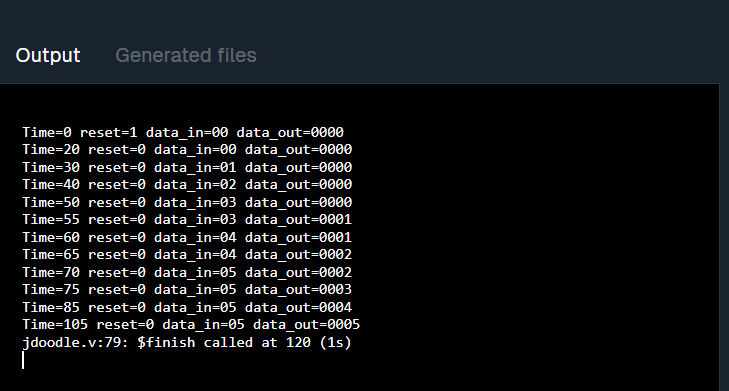 Output Generated files
Time=0 reset=1 data_in=00 data_out=0000
Time=20 reset=0 data_in=00 data_out=0000
Time=30 reset=0 data_in=01 data_out=0000
Time=40 reset=0 data_in=02 data_out=0000
Time=50 reset=0 data_in=03 data_out=0000
Time=55 reset=0 data_in=03 data_out=0001
Time=60 reset=0 data_in=04 data_out=0001
Time=65 reset=0 data_in=04 data_out=0002
Time=70 reset=0 data_in=05 data_out=0002
Time=75 reset=0 data_in=05 data_out=0003
Time=85 reset=0 data_in=05 data_out=0004
Time=105 reset=0 data_in=05 data_out=0005
jdoodle.v:79: $finish called at 120 (1s)